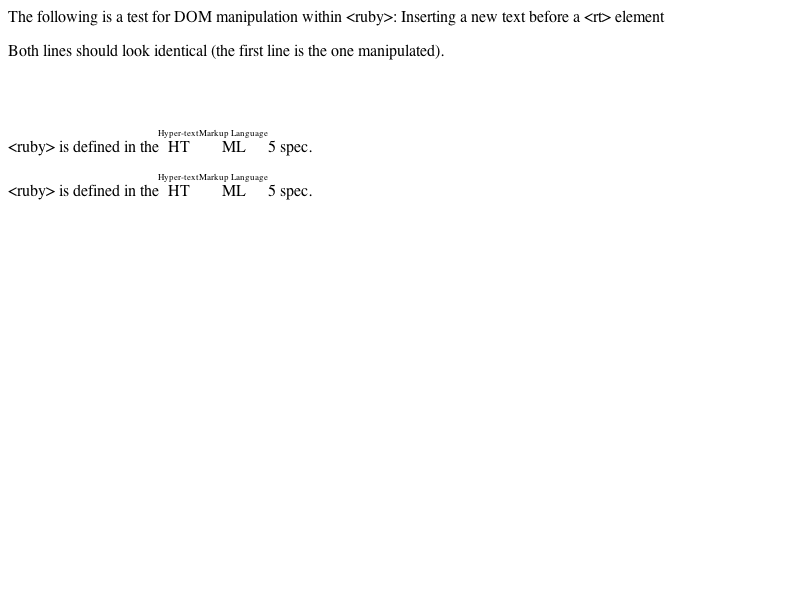 The following is a test for DOM manipulation within <ruby>: Inserting a new text before a <rt> element
Both lines should look identical (the first line is the one manipulated).
Hyper-textMarkup Language
<ruby> is defined in the HT ML 5 spec.
Hyper-textMarkup Language
<ruby> is defined in the HT ML 5 spec.